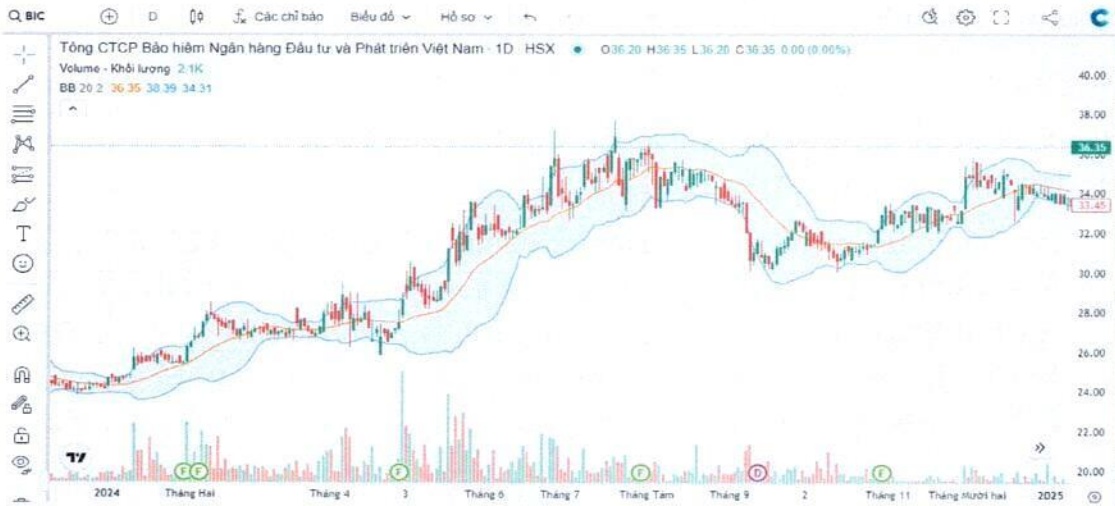 BIC D Các chỉ báo Biểu đồ Hồ sơ
Tổng CTCP Bảo hiểm Ngân hàng Đầu tư và Phát triển Việt Nam · 1D HSX O36.20 H36.35 L36.20 C36.35 0.00 (0.00%)
Volume - Khối lượng 2.1K
BB 20 2 36.35 38.39 34.31
40.00
38.00
36.35
36.00
34.00
33.45
32.00
30.00
28.00
26.00
24.00
22.00
20.00
F F F F D F
2024 Tháng Hai Tháng 4 3 Tháng 6 Tháng 7 Tháng Tám Tháng 9 2 Tháng 11 Tháng Mười hai 2025